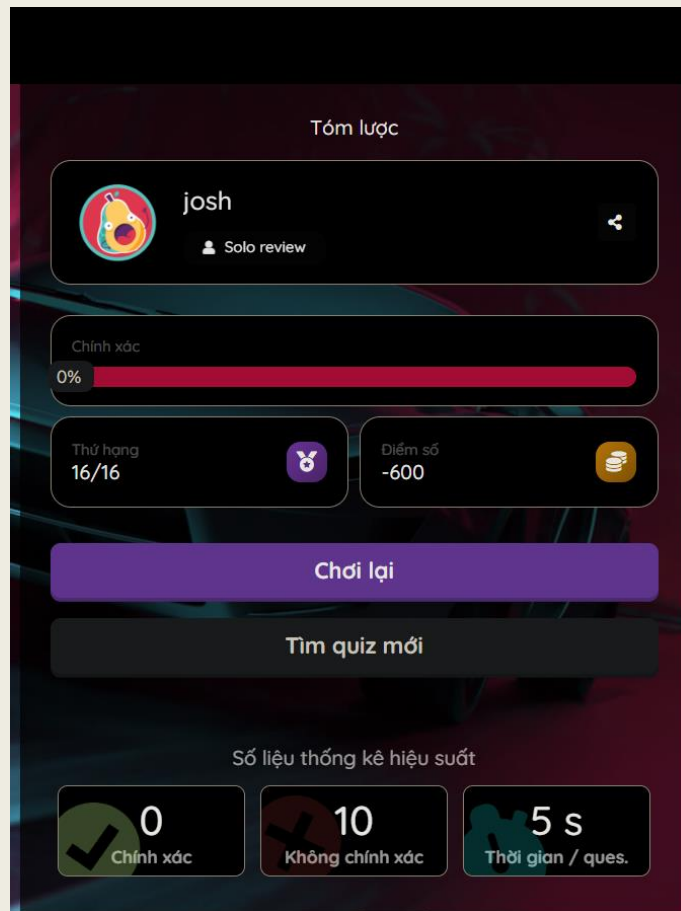 Tóm lược
josh
Solo review
Chính xác
0%
Thứ hạng
16/16
Điểm số
-600
Chơi lại
Tìm quiz mới
Số liệu thống kê hiệu suất
0
Chính xác
10
Không chính xác
5 s
Thời gian / ques.